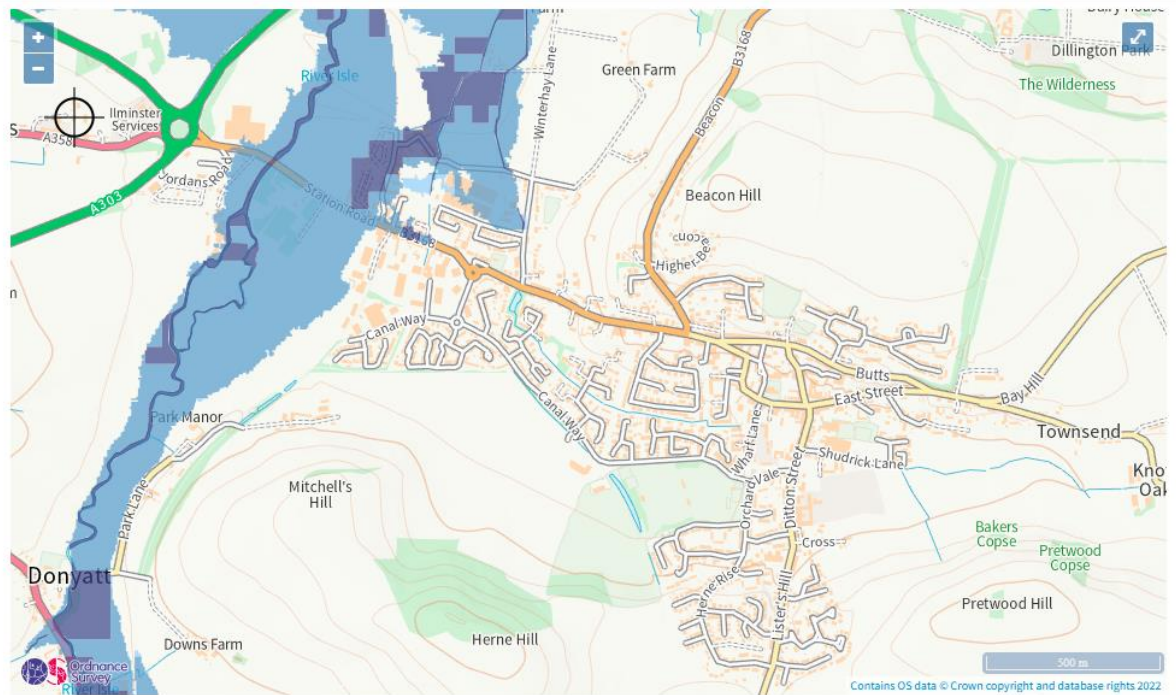 +
−
River Isle
Ilminster
Services
A358
S
A303
Jordans Road
Station Road
B3168
Winterhay Lane
Green Farm
Beacon
B3168
Dillington Park
The Wilderness
Beacon Hill
Higher Beacon
Canal Way
Canal Way
m
Butts
East Street
Bay Hill
Townsend
Kno
Oak
Park Manor
Park Lane
Mitchell's
Hill
Wharf Lane
Shudrick Lane
Orchard Vale
Ditton Street
Bakers
Copse
Pretwood
Copse
Cross
Donyatt
Herne Rise
Lister's Hill
Pretwood Hill
Downs Farm
Herne Hill
Ordnance
Survey
River Isle
500 m
Contains OS data © Crown copyright and database rights 2022